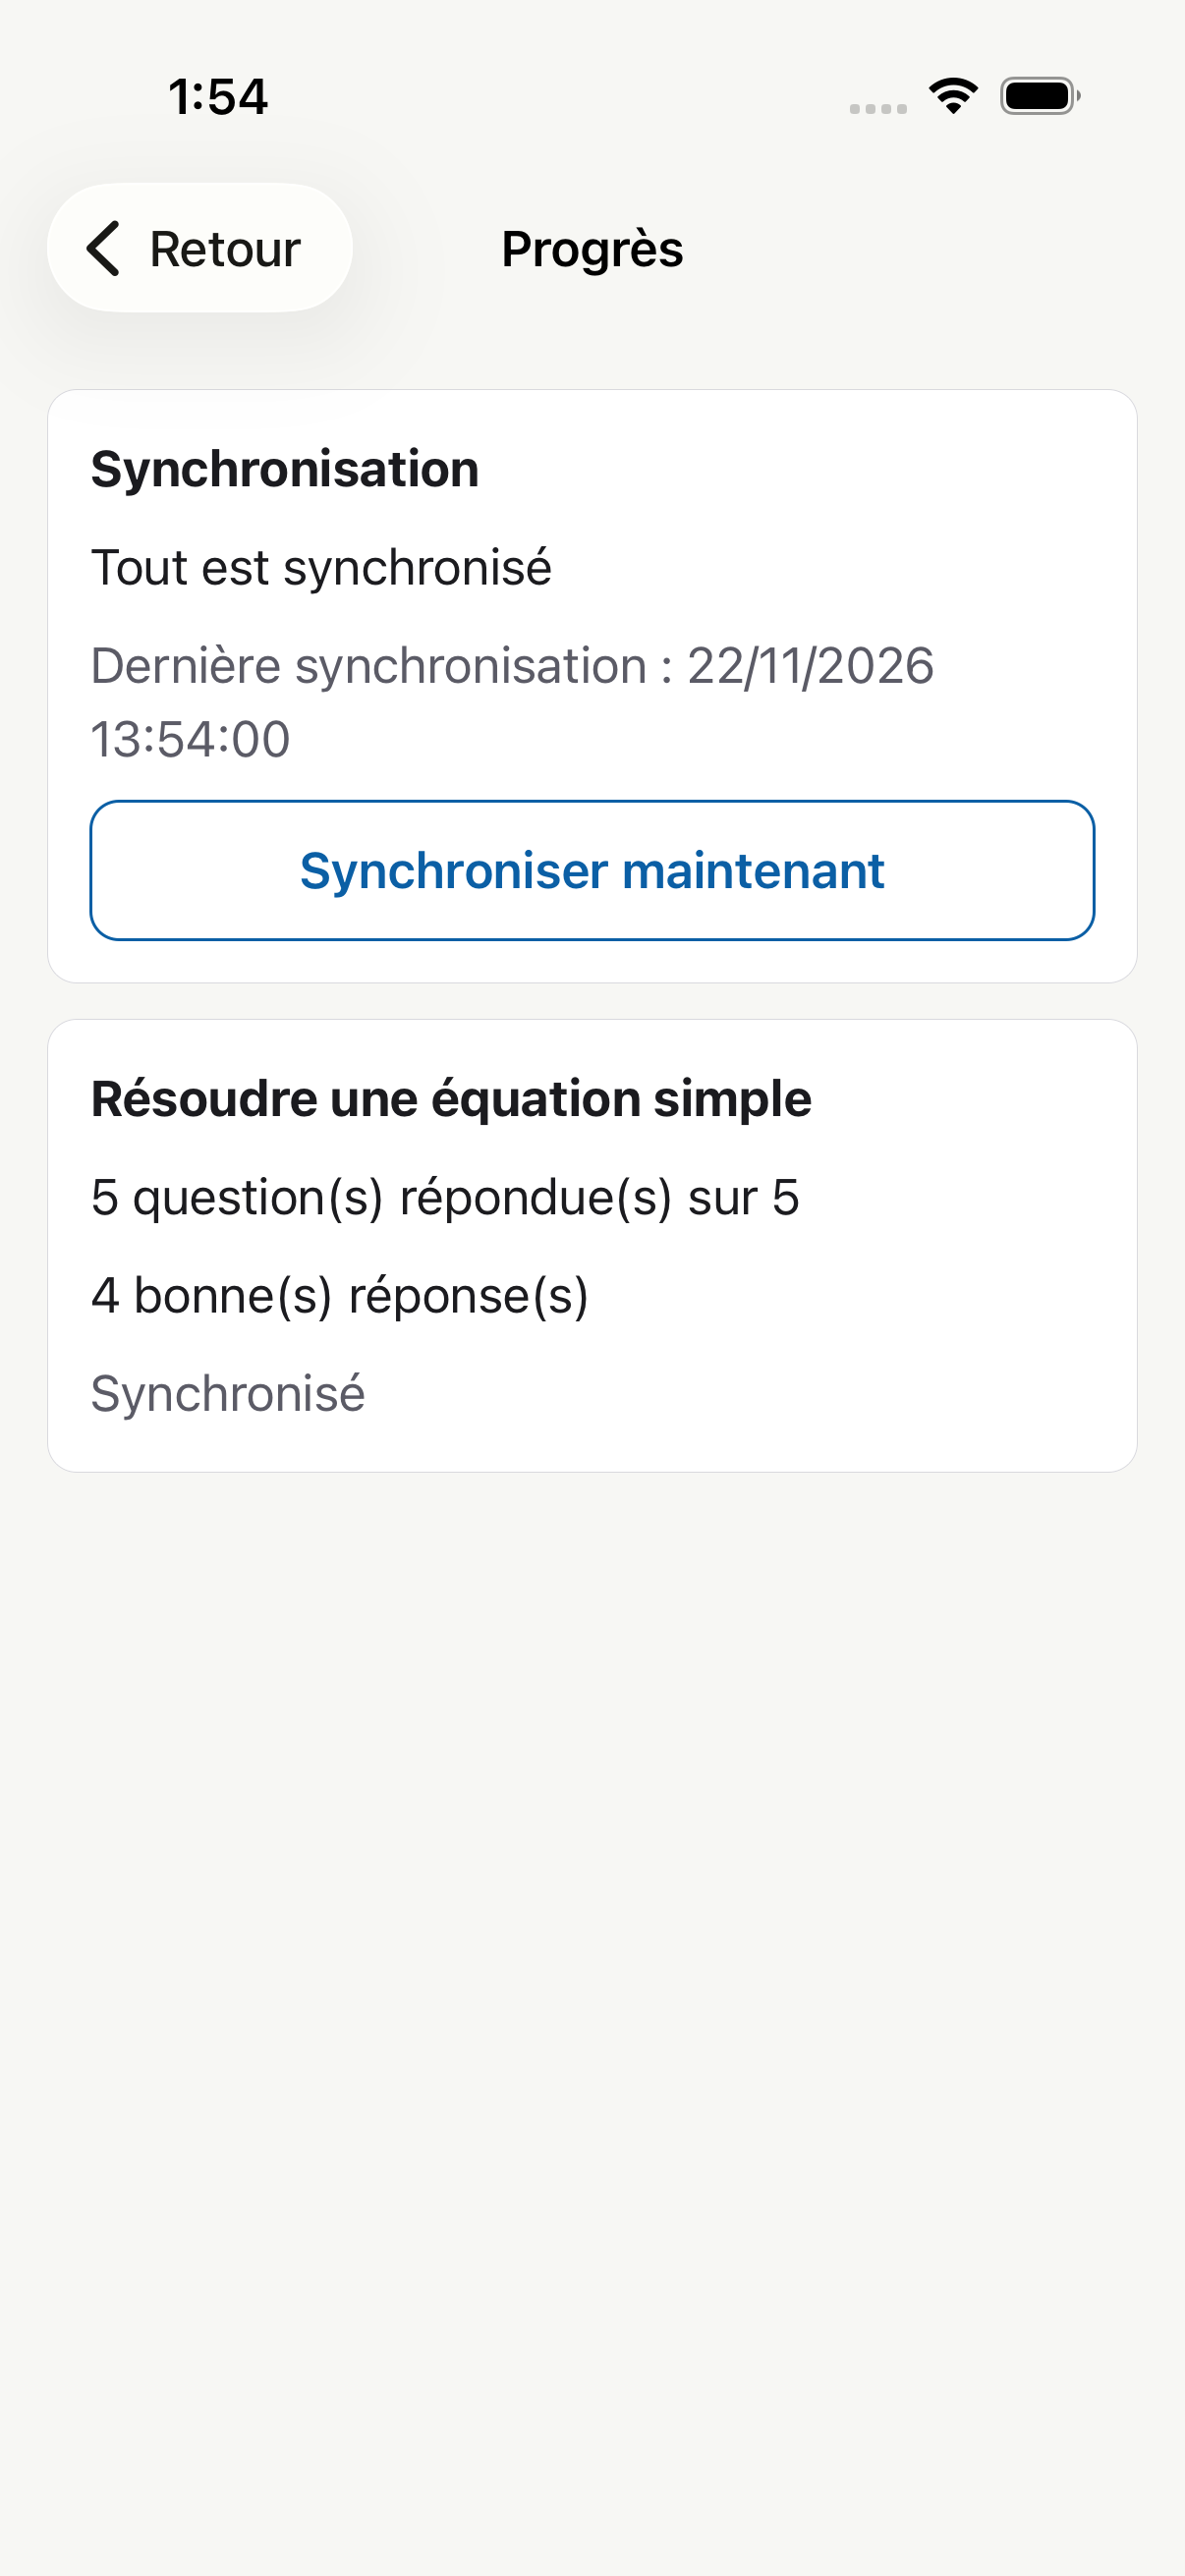 1:54
Retour
Progrès
Synchronisation
Tout est synchronisé
Dernière synchronisation : 22/11/2026
13:54:00
Synchroniser maintenant
Résoudre une équation simple
5 question(s) répondue(s) sur 5
4 bonne(s) réponse(s)
Synchronisé